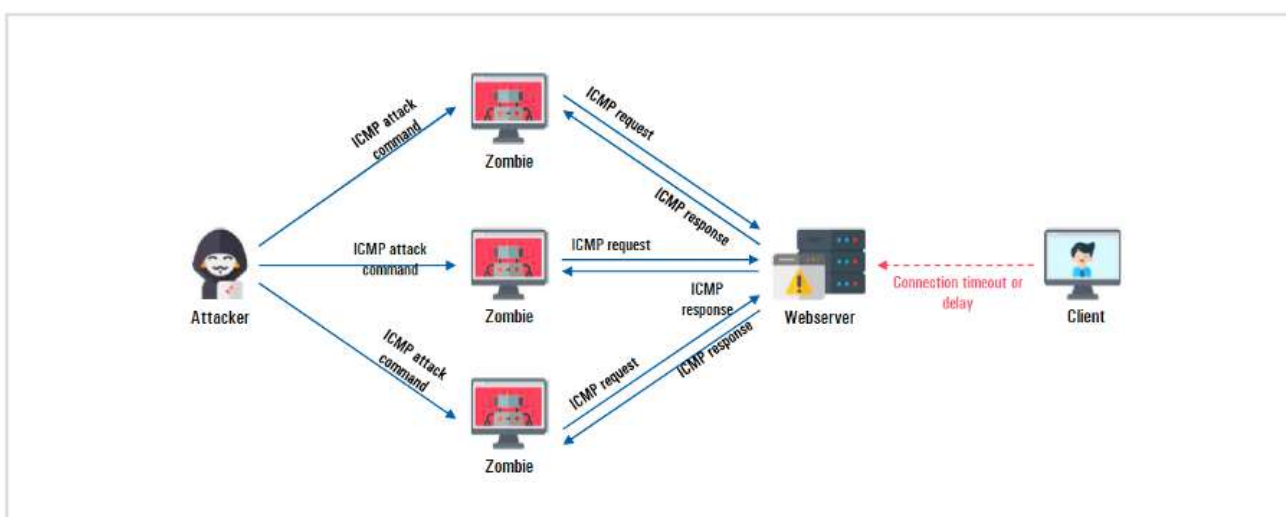 ICMP attack
command
Zombie
ICMP request
ICMP response
Attacker
ICMP attack
command
Zombie
ICMP request
ICMP
response
Webserver
Connection timeout or
delay
Client
ICMP attack
command
Zombie
ICMP request
ICMP response